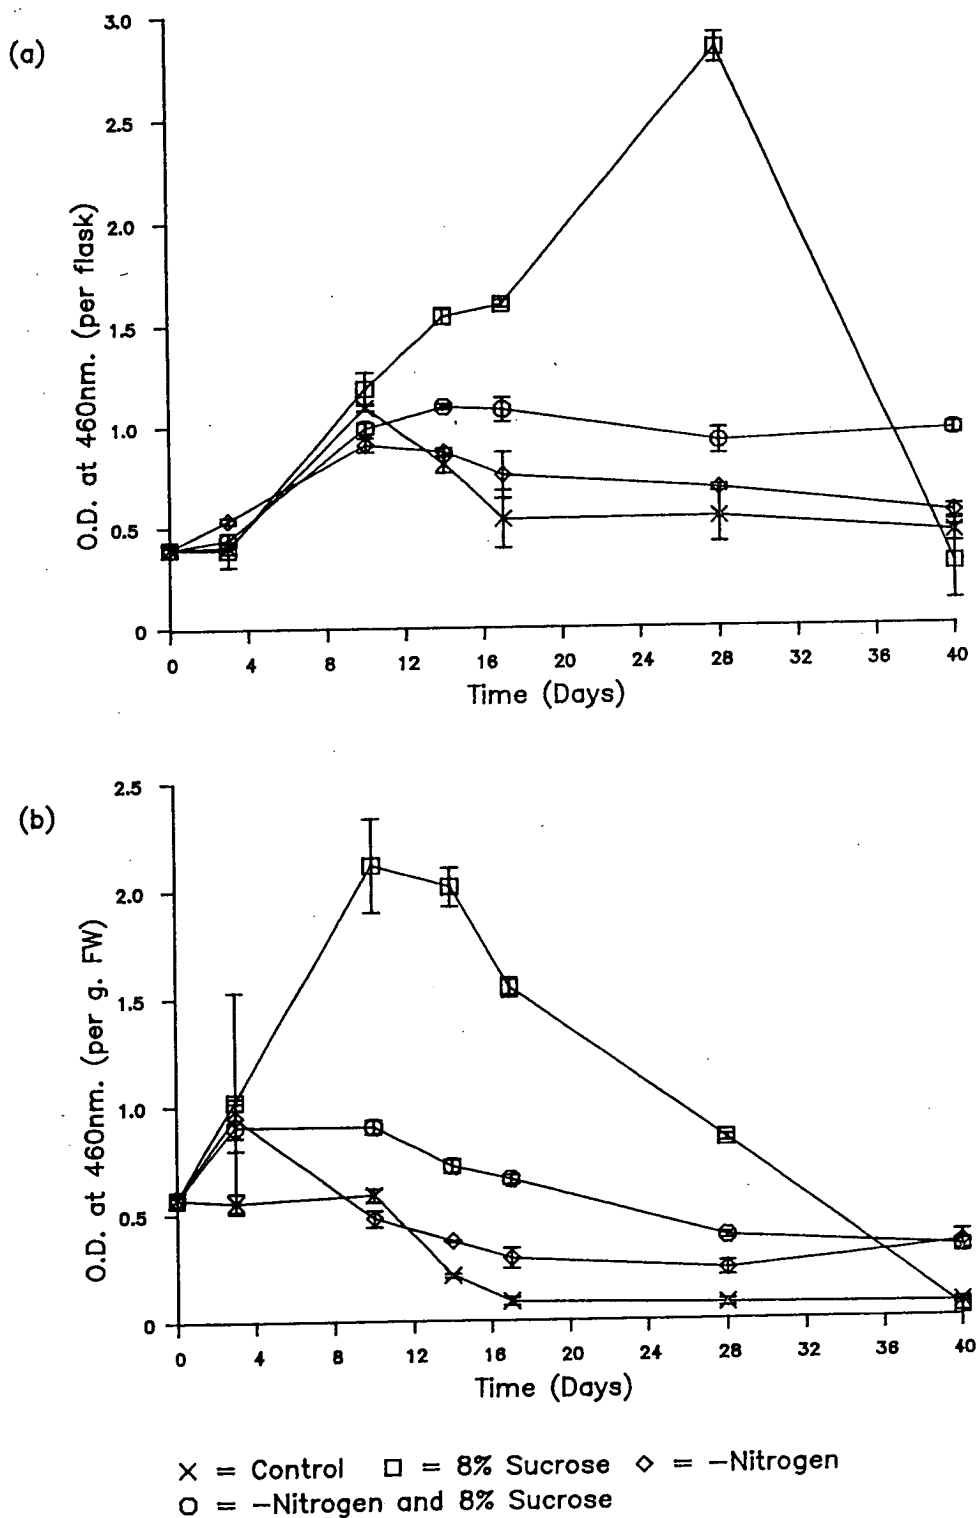 (a)
O.D. at 460nm. (per flask)
3.0
2.5
2.0
1.5
1.0
0.5
0
0 4 8 12 16 20 24 28 32 36 40
Time (Days)
(b)
O.D. at 460nm. (per g. FW)
2.5
2.0
1.5
1.0
0.5
0
0 4 8 12 16 20 24 28 32 36 40
Time (Days)
× = Control □ = 8% Sucrose ◇ = -Nitrogen
○ = -Nitrogen and 8% Sucrose